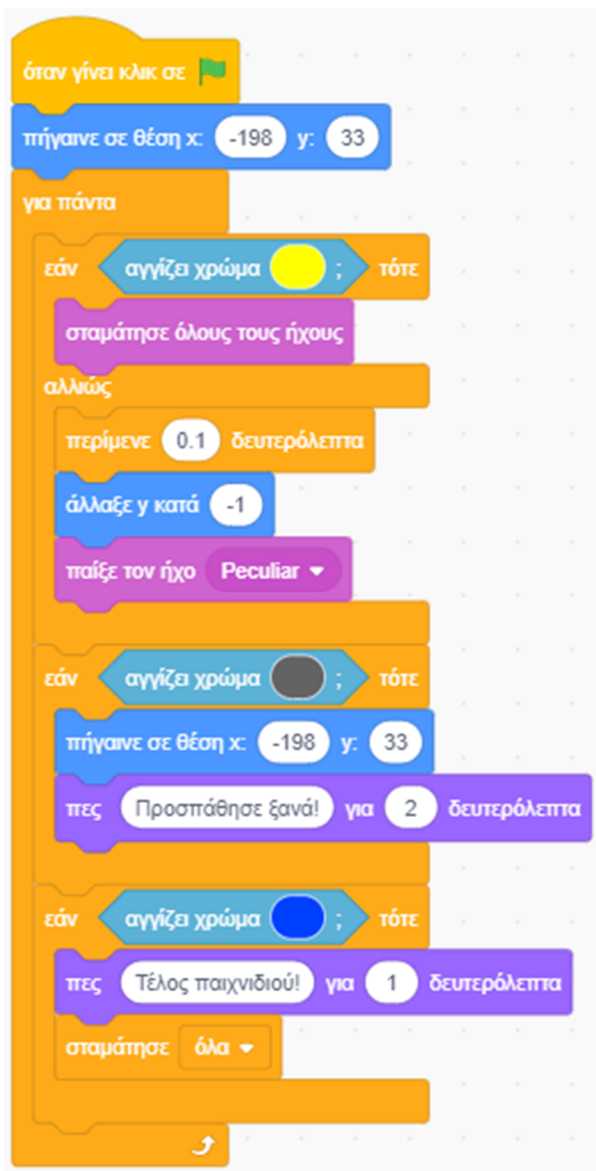 όταν γίνει κλικ σε
πήγαινε σε θέση x: -198 y: 33
για πάντα
εάν αγγίζει χρώμα ; τότε
σταμάτησε όλους τους ήχους
αλλιώς
περίμενε 0.1 δευτερόλεπτα
άλλαξε y κατά -1
παίξε τον ήχο Peculiar
εάν αγγίζει χρώμα ; τότε
πήγαινε σε θέση x: -198 y: 33
πες Προσπάθησε ξανά! για 2 δευτερόλεπτα
εάν αγγίζει χρώμα ; τότε
πες Τέλος παιχνιδιού! για 1 δευτερόλεπτα
σταμάτησε όλα